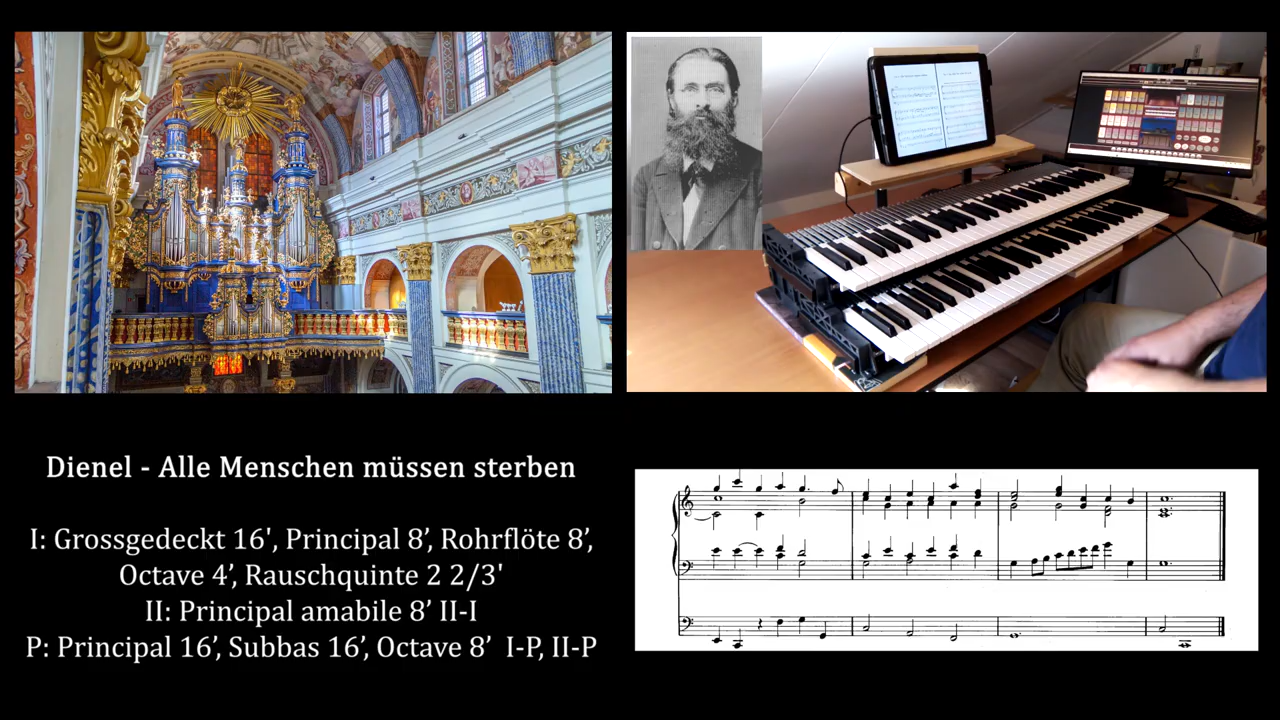 Dienel - Alle Menschen müssen sterben
I: Grossgedeckt 16', Principal 8’, Rohrflöte 8’,
Octave 4’, Rauschquinte 2 2/3'
II: Principal amabile 8’ II-I
P: Principal 16’, Subbas 16’, Octave 8’  I-P, II-P